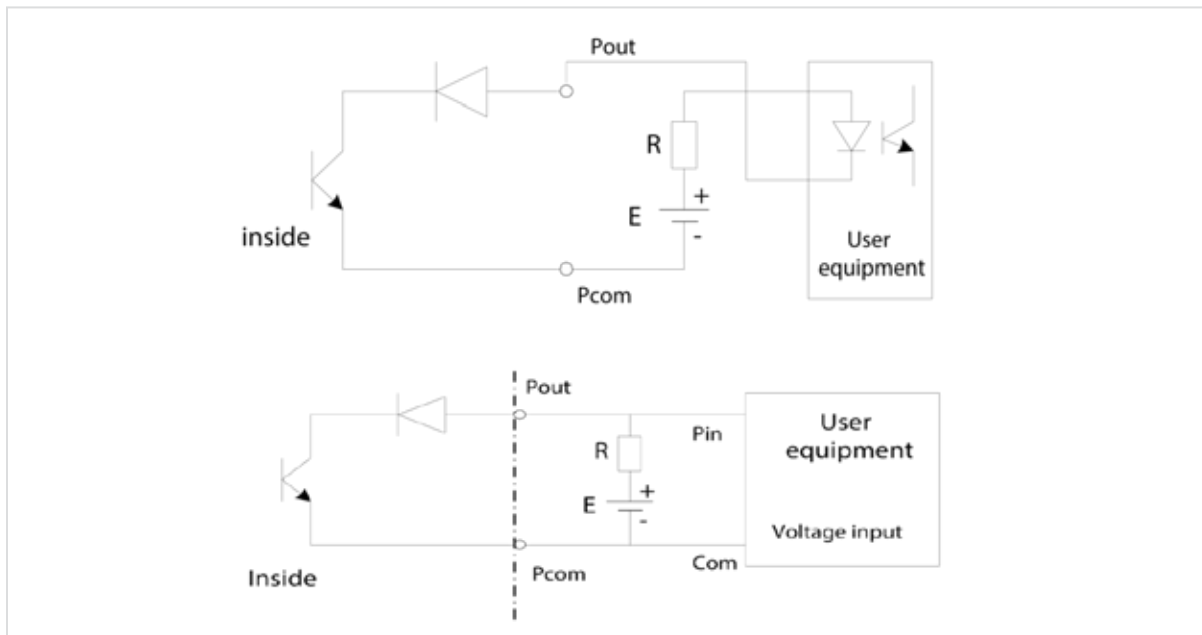 Pout
R
+
E
-
inside
User
equipment
Pcom
Pout
Pin
User
equipment
R
+
E
-
Voltage input
Inside
Pcom
Com